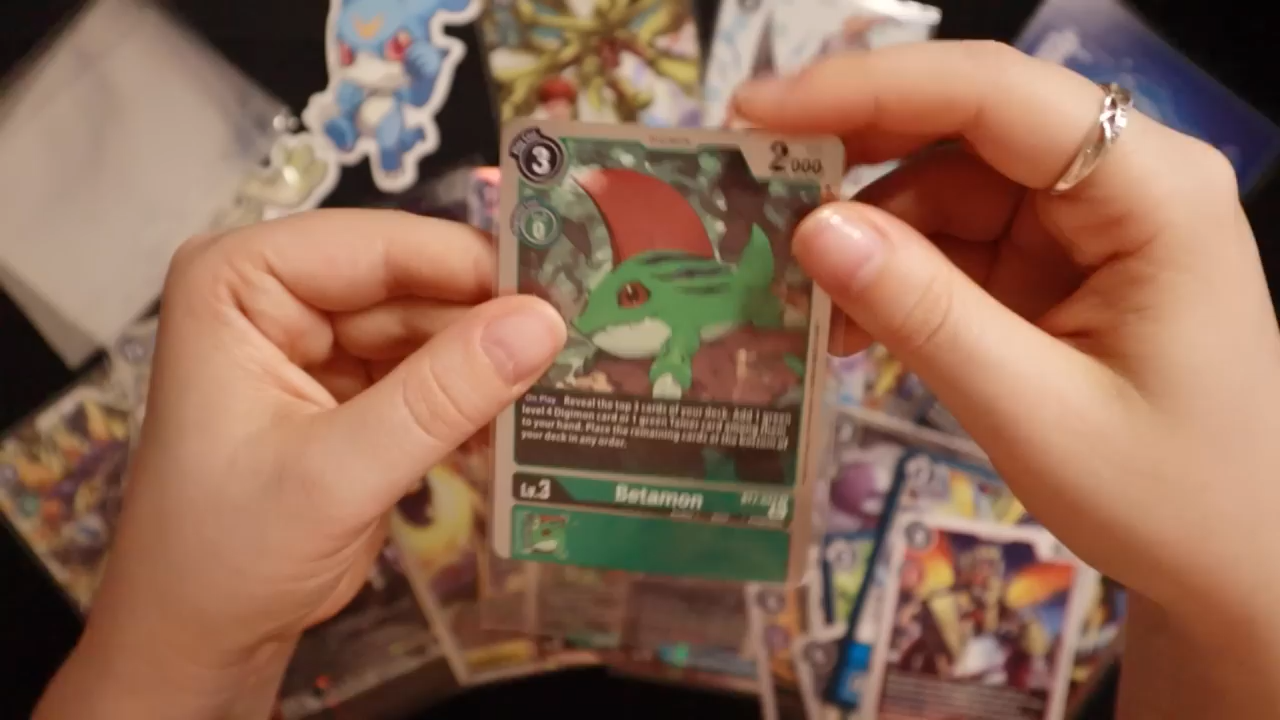 3
2000
0
On Play Reveal the top 3 cards of your deck. Add 1 green
level 4 Digimon card or 1 green Tamer card among them
to your hand. Place the remaining cards at the bottom of
your deck in any order.
Lv.3 Betamon